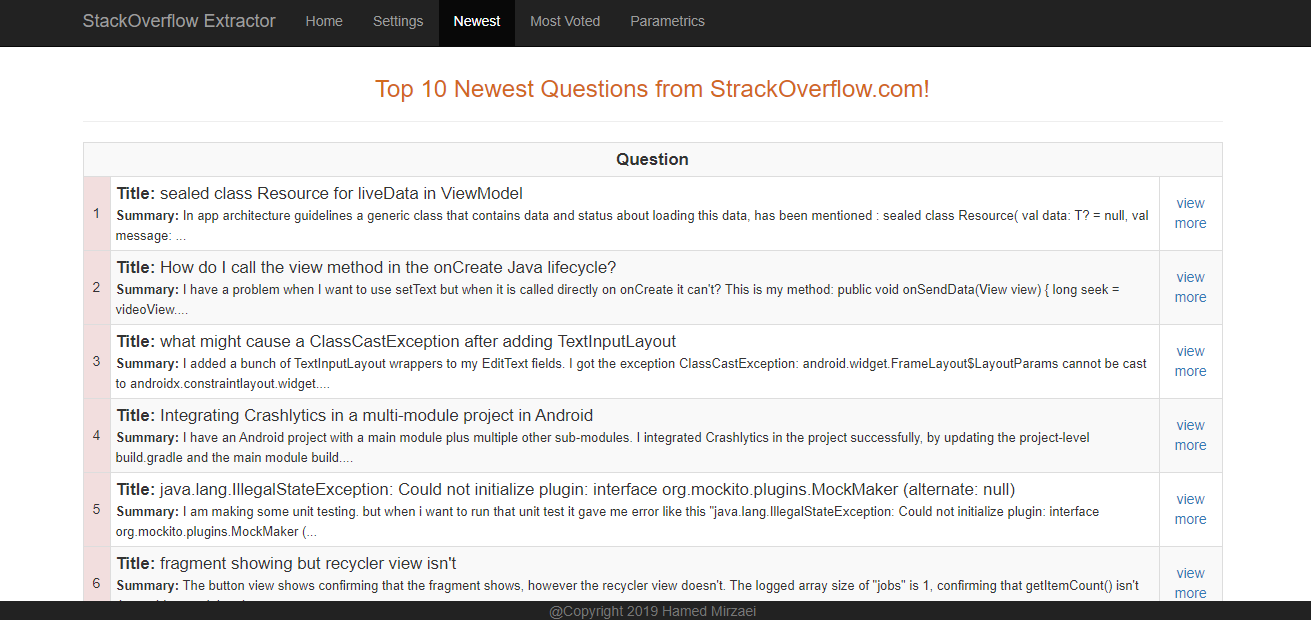 StackOverflow Extractor Home Settings Newest Most Voted Parametrics
Top 10 Newest Questions from StrackOverflow.com!
Question
1
Title: sealed class Resource for liveData in ViewModel
Summary: In app architecture guidelines a generic class that contains data and status about loading this data, has been mentioned : sealed class Resource( val data: T? = null, val
message: ...
view
more
2
Title: How do I call the view method in the onCreate Java lifecycle?
Summary: I have a problem when I want to use setText but when it is called directly on onCreate it can't? This is my method: public void onSendData(View view) { long seek =
videoView....
view
more
3
Title: what might cause a ClassCastException after adding TextInputLayout
Summary: I added a bunch of TextInputLayout wrappers to my EditText fields. I got the exception ClassCastException: android.widget.FrameLayout$LayoutParams cannot be cast
to androidx.constraintlayout.widget....
view
more
4
Title: Integrating Crashlytics in a multi-module project in Android
Summary: I have an Android project with a main module plus multiple other sub-modules. I integrated Crashlytics in the project successfully, by updating the project-level
build.gradle and the main module build....
view
more
5
Title: java.lang.IllegalStateException: Could not initialize plugin: interface org.mockito.plugins.MockMaker (alternate: null)
Summary: I am making some unit testing. but when i want to run that unit test it gave me error like this "java.lang.IllegalStateException: Could not initialize plugin: interface
org.mockito.plugins.MockMaker (...
view
more
6
Title: fragment showing but recycler view isn't
Summary: The button view shows confirming that the fragment shows, however the recycler view doesn't. The logged array size of "jobs" is 1, confirming that getItemCount() isn't
view
more
@Copyright 2019 Hamed Mirzaei